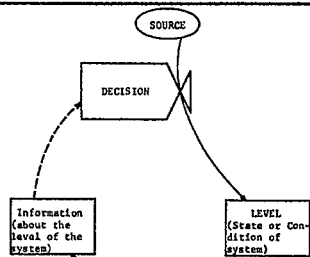 SOURCE
DECISION
Information
(about the
level of the
system)
LEVEL
(State or Con-
dition of
system)